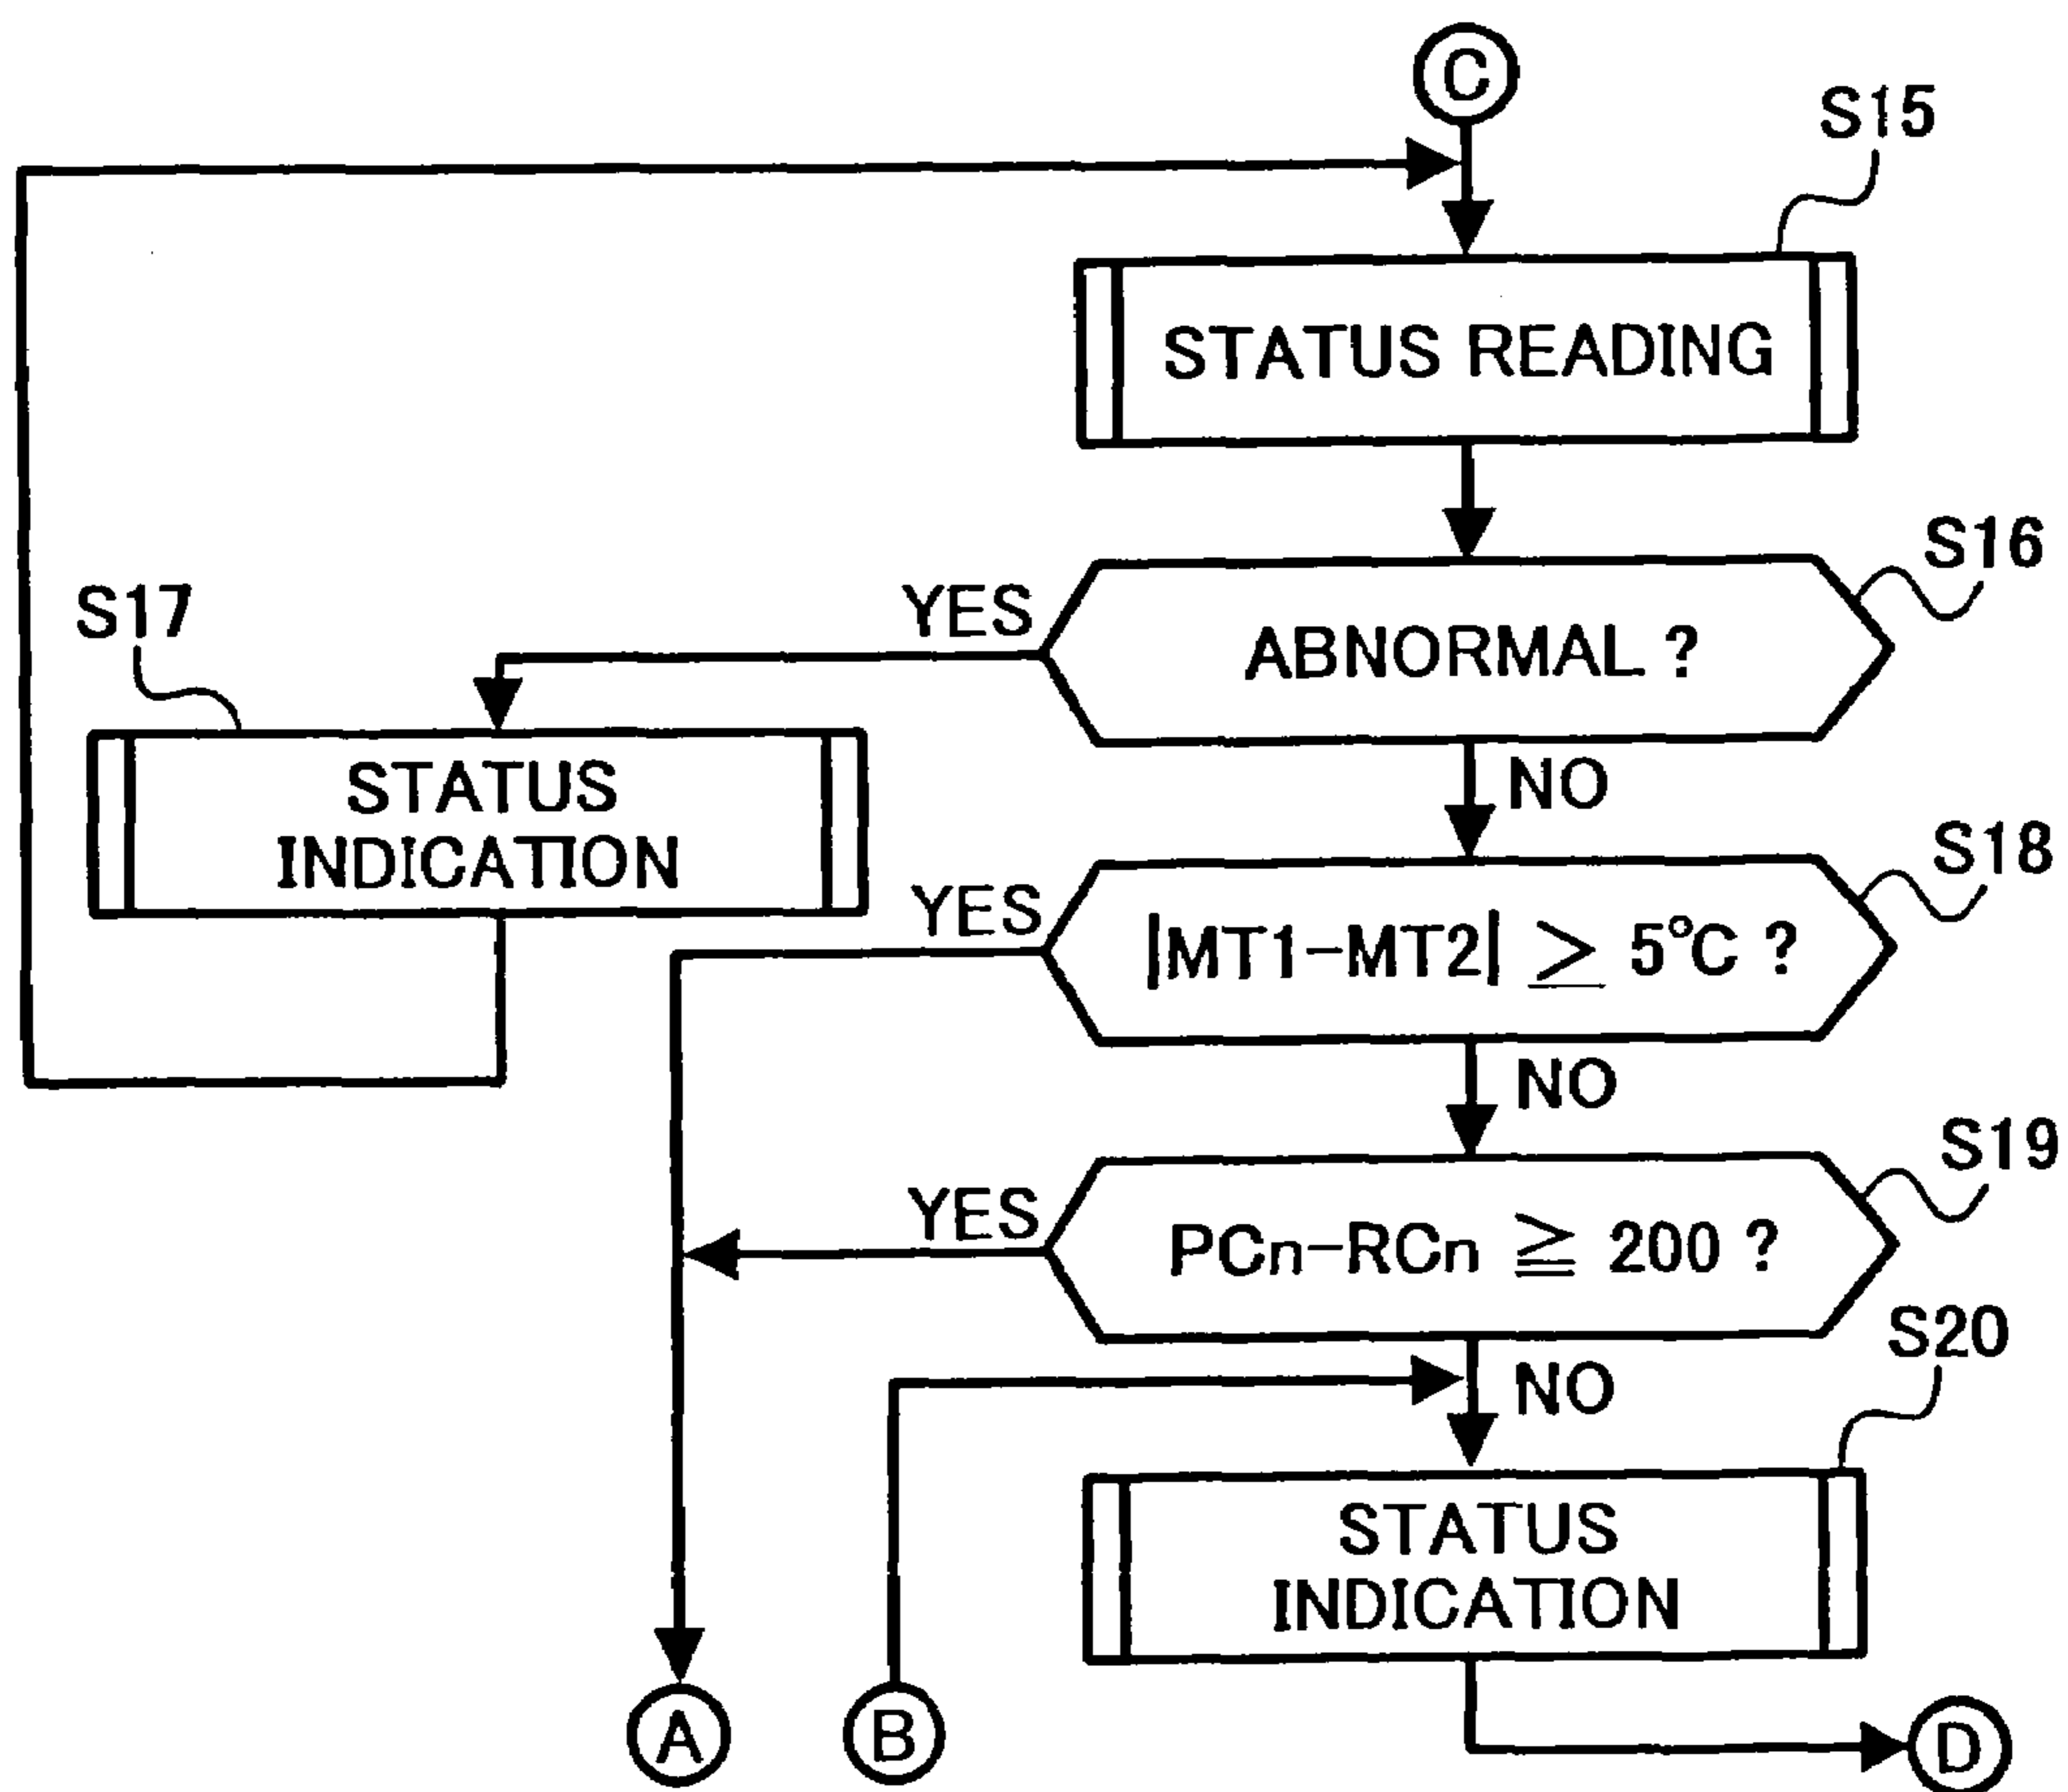 C
S15
STATUS READING
S16
YES
ABNORMAL ?
S17
NO
STATUS
INDICATION
S18
YES
|MT1-MT2| ≥ 5°C ?
NO
S19
YES
PCn-RCn ≧ 200 ?
S20
NO
STATUS
INDICATION
A
B
D